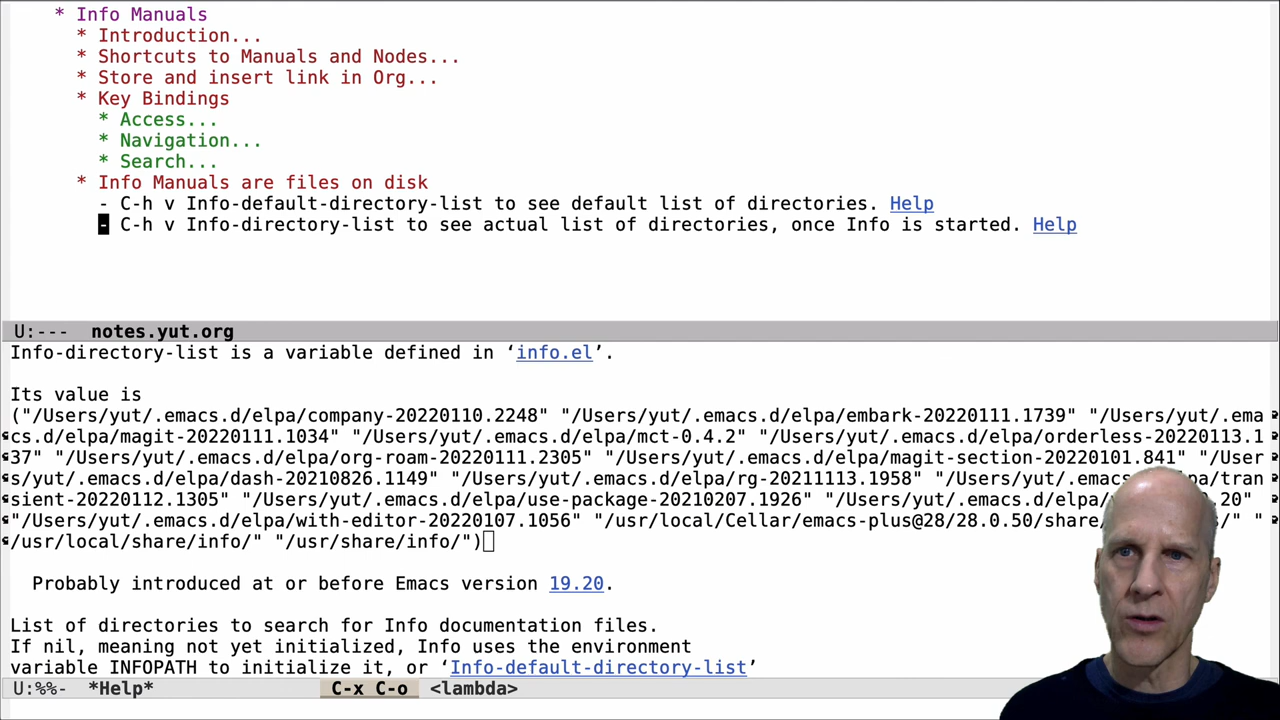 * Info Manuals
* Introduction...
* Shortcuts to Manuals and Nodes...
* Store and insert link in Org...
* Key Bindings
* Access...
* Navigation...
* Search...
* Info Manuals are files on disk
- C-h v Info-default-directory-list to see default list of directories. Help
- C-h v Info-directory-list to see actual list of directories, once Info is started. Help
U:--- notes.yut.org
Info-directory-list is a variable defined in ‘info.el’.
Its value is
("/Users/yut/.emacs.d/elpa/company-20220110.2248" "/Users/yut/.emacs.d/elpa/embark-20220111.1739" "/Users/yut/.ema
cs.d/elpa/magit-20220111.1034" "/Users/yut/.emacs.d/elpa/mct-0.4.2" "/Users/yut/.emacs.d/elpa/orderless-20220113.1
37" "/Users/yut/.emacs.d/elpa/org-roam-20220111.2305" "/Users/yut/.emacs.d/elpa/magit-section-20220101.841" "/User
s/yut/.emacs.d/elpa/dash-20210826.1149" "/Users/yut/.emacs.d/elpa/rg-20211113.1958" "/Users/yut/.emacs.d/elpa/tran
sient-20220112.1305" "/Users/yut/.emacs.d/elpa/use-package-20210207.1926" "/Users/yut/.emacs.d/elpa/ .20"
"/Users/yut/.emacs.d/elpa/with-editor-20220107.1056" "/usr/local/Cellar/emacs-plus@28/28.0.50/share/ /" "
/usr/local/share/info/" "/usr/share/info/")
Probably introduced at or before Emacs version 19.20.
List of directories to search for Info documentation files.
If nil, meaning not yet initialized, Info uses the environment
variable INFOPATH to initialize it, or ‘Info-default-directory-list’
U:%%- *Help* C-x C-o <lambda>